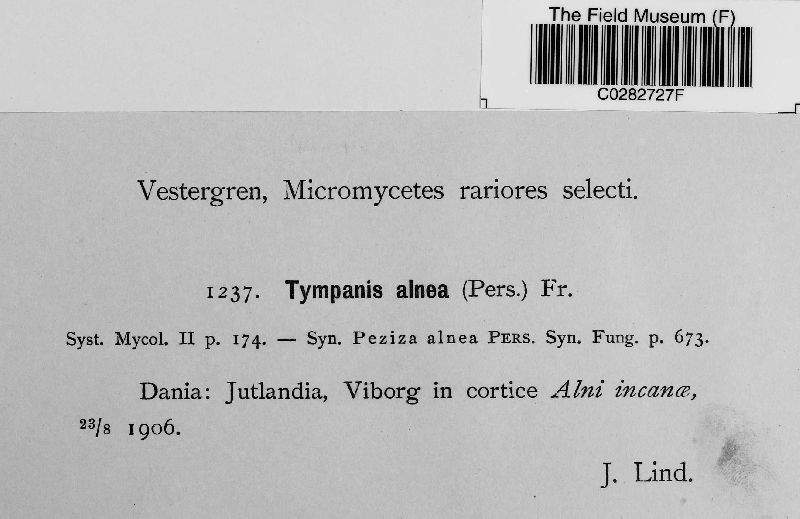 The Field Museum (F)
C0282727F
Vestergren, Micromycetes rariores selecti.
1237. Tympanis alnea (Pers.) Fr.
Syst. Mycol. II p. 174. — Syn. Peziza alnea PERS. Syn. Fung. p. 673.
Dania: Jutlandia, Viborg in cortice Alni incanæ,
23/8 1906.
J. Lind.